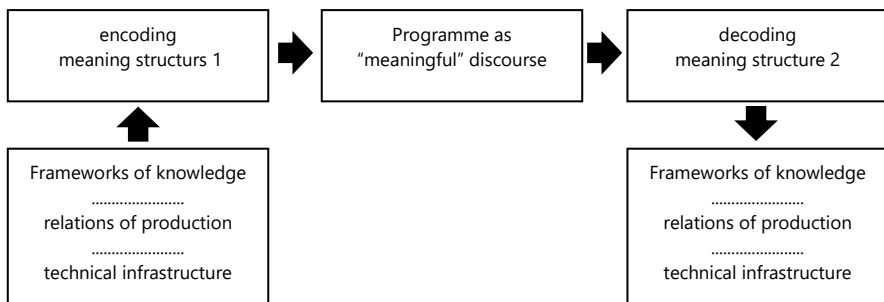 encoding
meaning structurs 1
Programme as
“meaningful” discourse
decoding
meaning structure 2
Frameworks of knowledge
.......................
relations of production
.......................
technical infrastructure
Frameworks of knowledge
.......................
relations of production
.......................
technical infrastructure